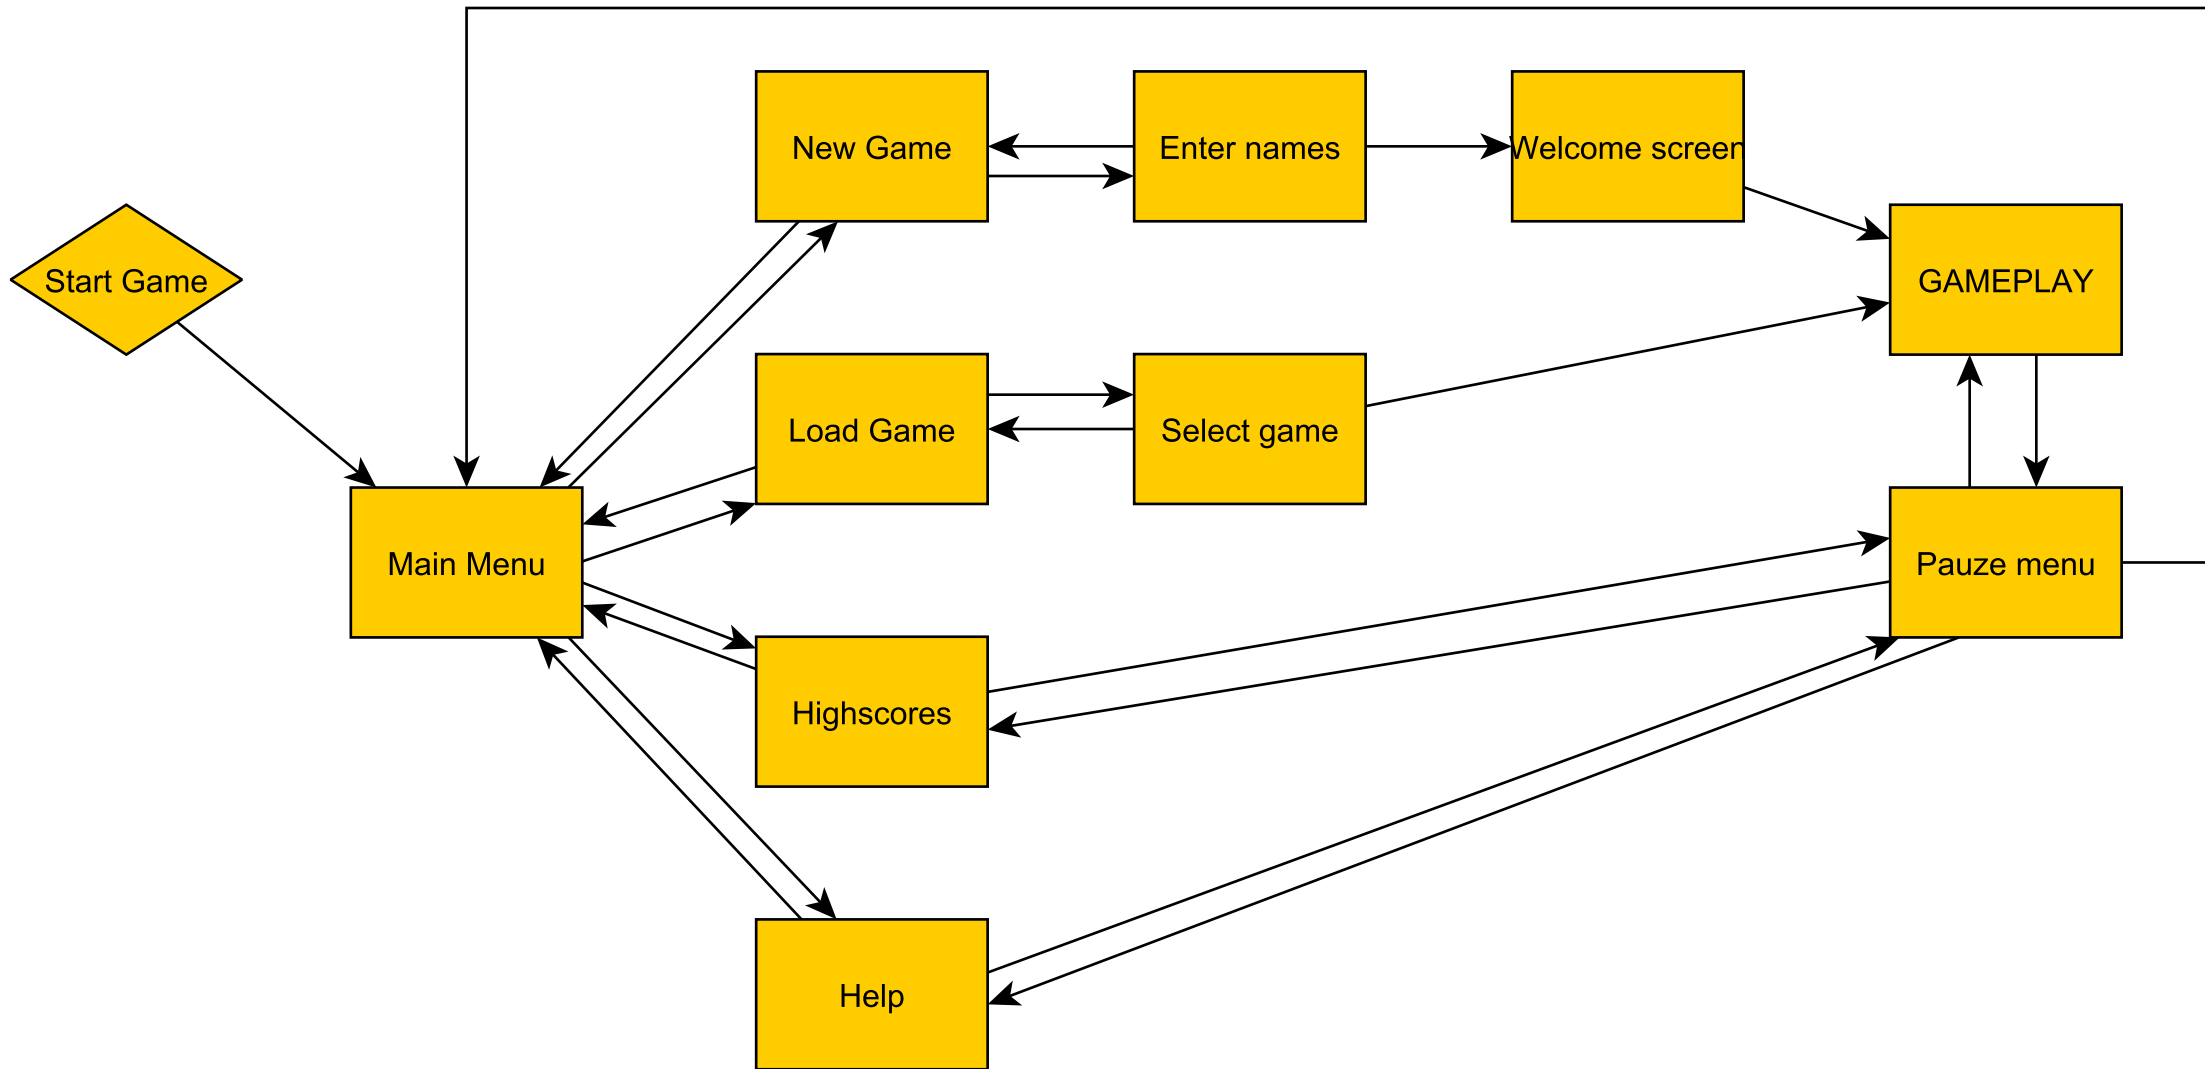 New Game
Enter names
Welcome screen
Start Game
GAMEPLAY
Load Game
Select game
Main Menu
Pauze menu
Highscores
Help